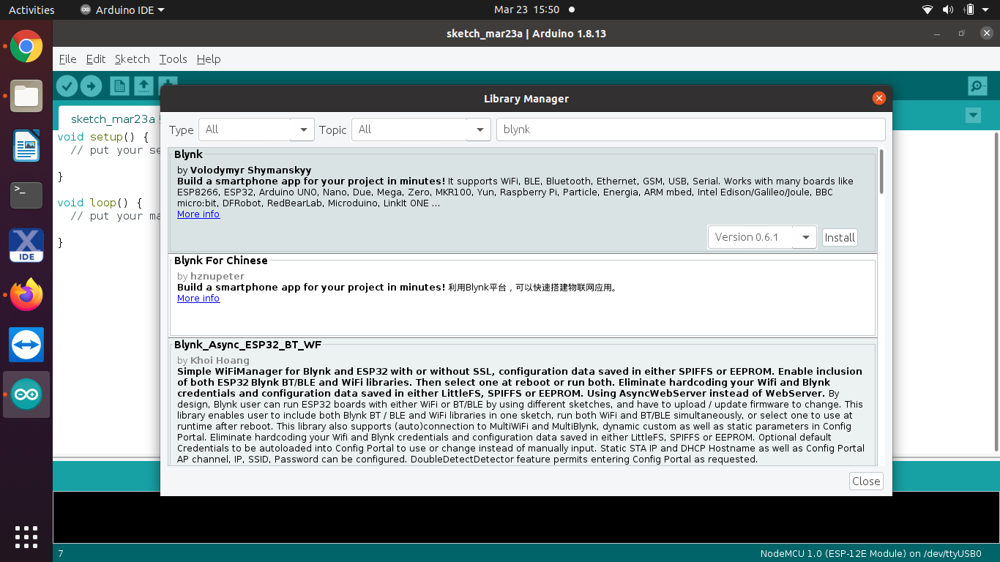 Activities
Arduino IDE
Mar 23 15:50
sketch_mar23a | Arduino 1.8.13
File Edit Sketch Tools Help
Library Manager
sketch_mar23a
Type All Topic All blynk
void setup() {
// put your se
}
void loop() {
// put your ma
}
Blynk
by Volodymyr Shymanskyy
Build a smartphone app for your project in minutes! It supports WiFi, BLE, Bluetooth, Ethernet, GSM, USB, Serial. Works with many boards like
ESP8266, ESP32, Arduino UNO, Nano, Due, Mega, Zero, MKR100, Yun, Raspberry Pi, Particle, Energia, ARM mbed, Intel Edison/Galileo/Joule, BBC
micro:bit, DFRobot, RedBearLab, Microduino, LinkIt ONE ...
More info
Version 0.6.1 Install
Blynk For Chinese
by hznupeter
Build a smartphone app for your project in minutes! 利用Blynk平台，可以快速搭建物联网应用。
More info
Blynk_Async_ESP32_BT_WF
by Khoi Hoang
Simple WiFiManager for Blynk and ESP32 with or without SSL, configuration data saved in either SPIFFS or EEPROM. Enable inclusion
of both ESP32 Blynk BT/BLE and WiFi libraries. Then select one at reboot or run both. Eliminate hardcoding your Wifi and Blynk
credentials and configuration data saved in either LittleFS, SPIFFS or EEPROM. Using AsyncWebServer instead of WebServer. By
design, Blynk user can run ESP32 boards with either WiFi or BT/BLE by using different sketches, and have to upload / update firmware to change. This
library enables user to include both Blynk BT / BLE and WiFi libraries in one sketch, run both WiFi and BT/BLE simultaneously, or select one to use at
runtime after reboot. This library also supports (auto)connection to MultiWiFi and MultiBlynk, dynamic custom as well as static parameters in Config
Portal. Eliminate hardcoding your Wifi and Blynk credentials and configuration data saved in either LittleFS, SPIFFS or EEPROM. Optional default
Credentials to be autoloaded into Config Portal to use or change instead of manually input. Static STA IP and DHCP Hostname as well as Config Portal
AP channel, IP, SSID, Password can be configured. DoubleDetectDetector feature permits entering Config Portal as requested.
Close
>_
X
IDE
7
NodeMCU 1.0 (ESP-12E Module) on /dev/ttyUSB0